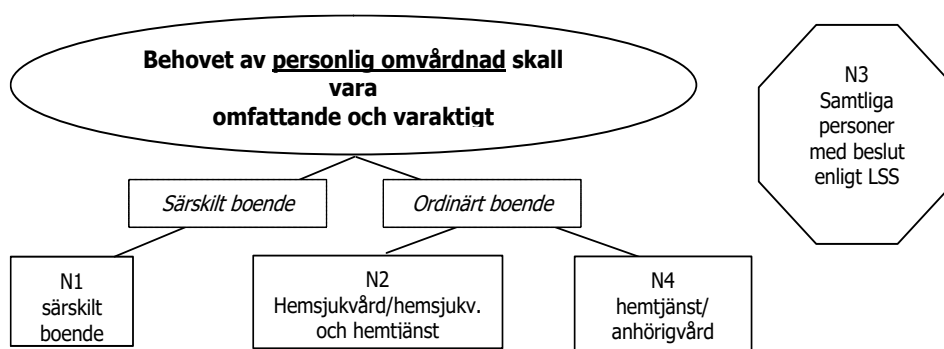 Behovet av personlig omvårdnad skall
vara
omfattande och varaktigt
N3
Samtliga
personer
med beslut
enligt LSS
Särskilt boende
Ordinärt boende
N1
särskilt
boende
N2
Hemsjukvård/hemsjukv.
och hemtjänst
N4
hemtjänst/
anhörigvård